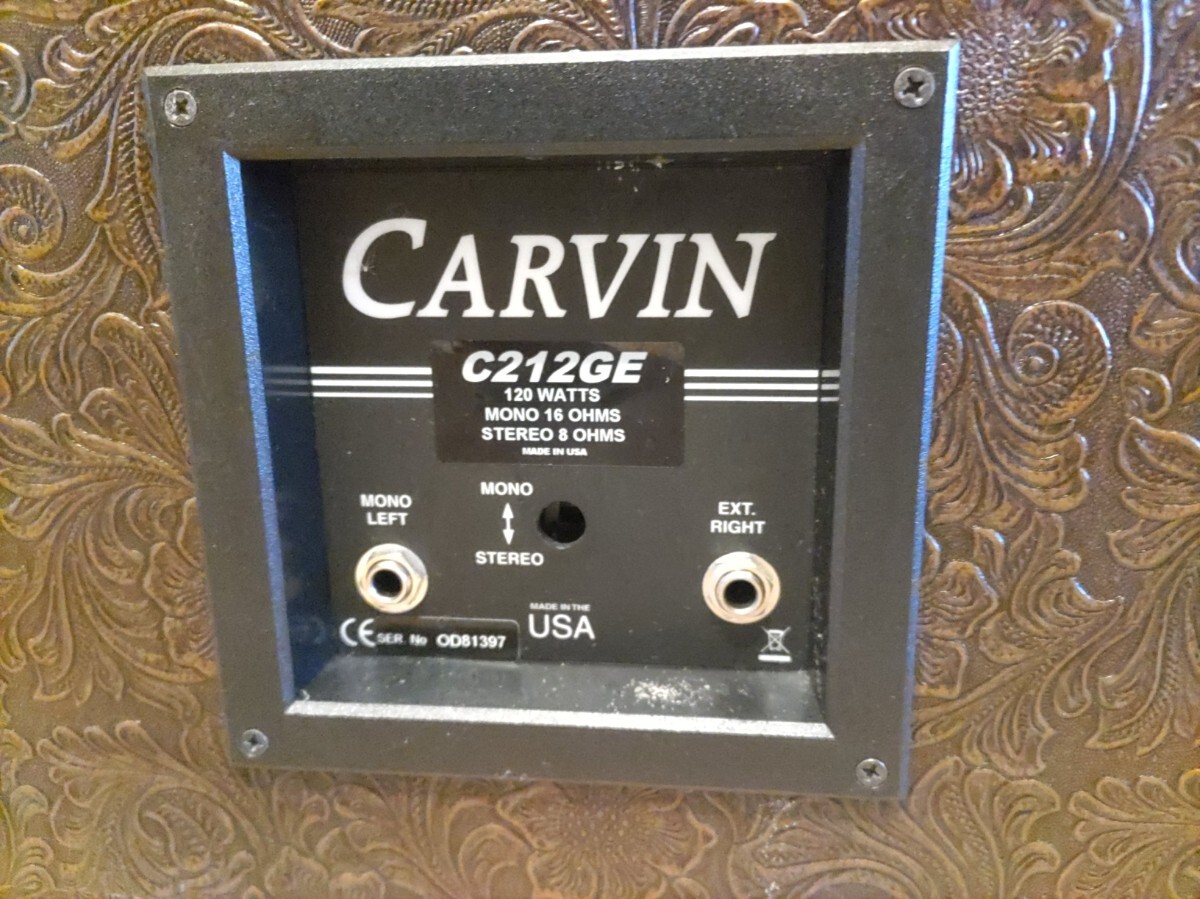 CARVIN
C212GE
120 WATTS
MONO 16 OHMS
STEREO 8 OHMS
MADE IN USA
MONO
LEFT
MONO
STEREO
EXT.
RIGHT
CE SER. No OD81397
MADE IN THE
USA